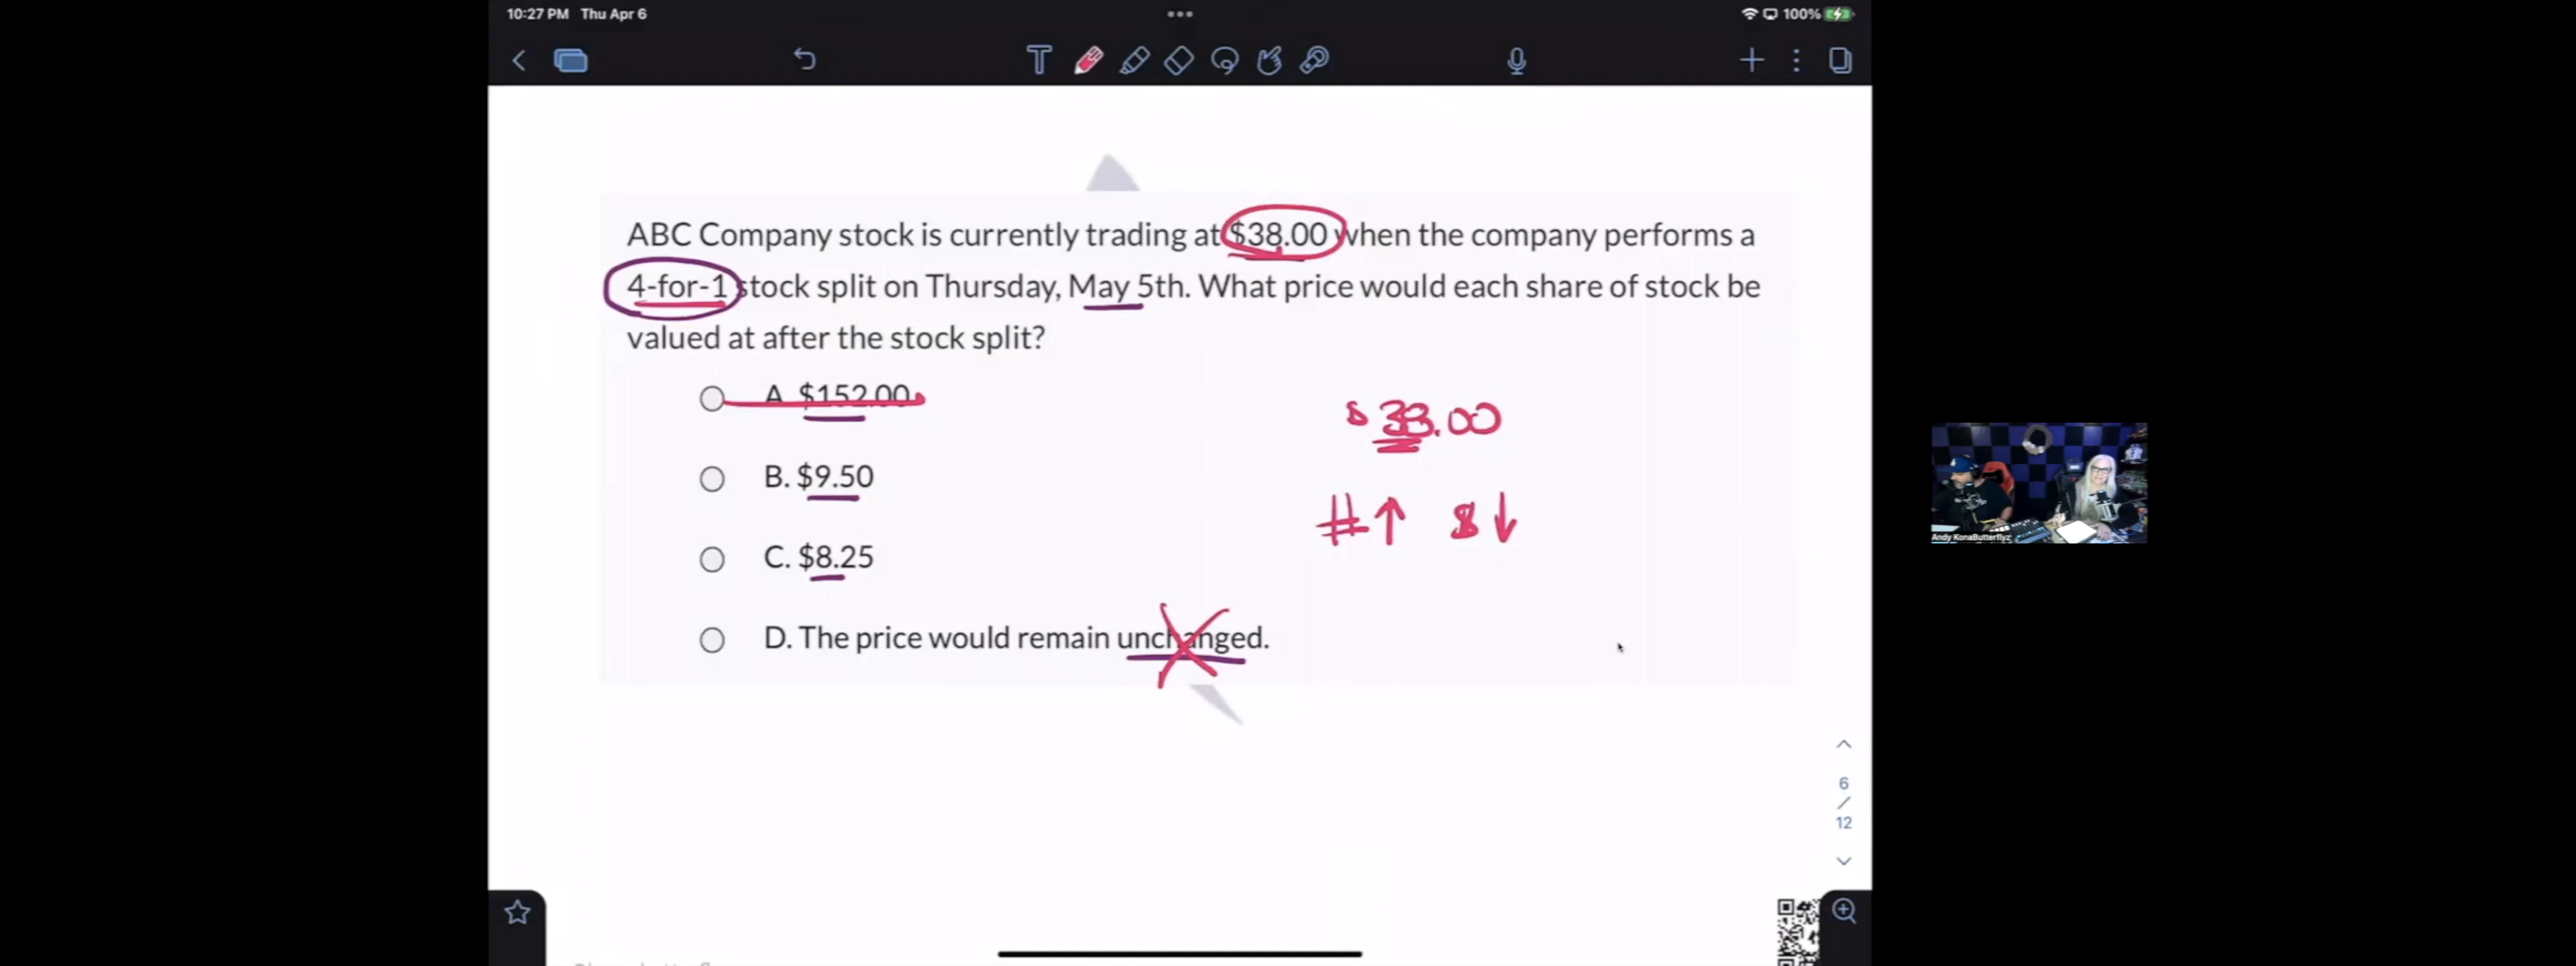 10:27 PM Thu Apr 6
100%
ABC Company stock is currently trading at $38.00 when the company performs a
4-for-1 stock split on Thursday, May 5th. What price would each share of stock be
valued at after the stock split?
A. $152.00
B. $9.50
C. $8.25
D. The price would remain unchanged.
$38.00
#↑ $↓
Andy KonaButterflyz
6
/
12